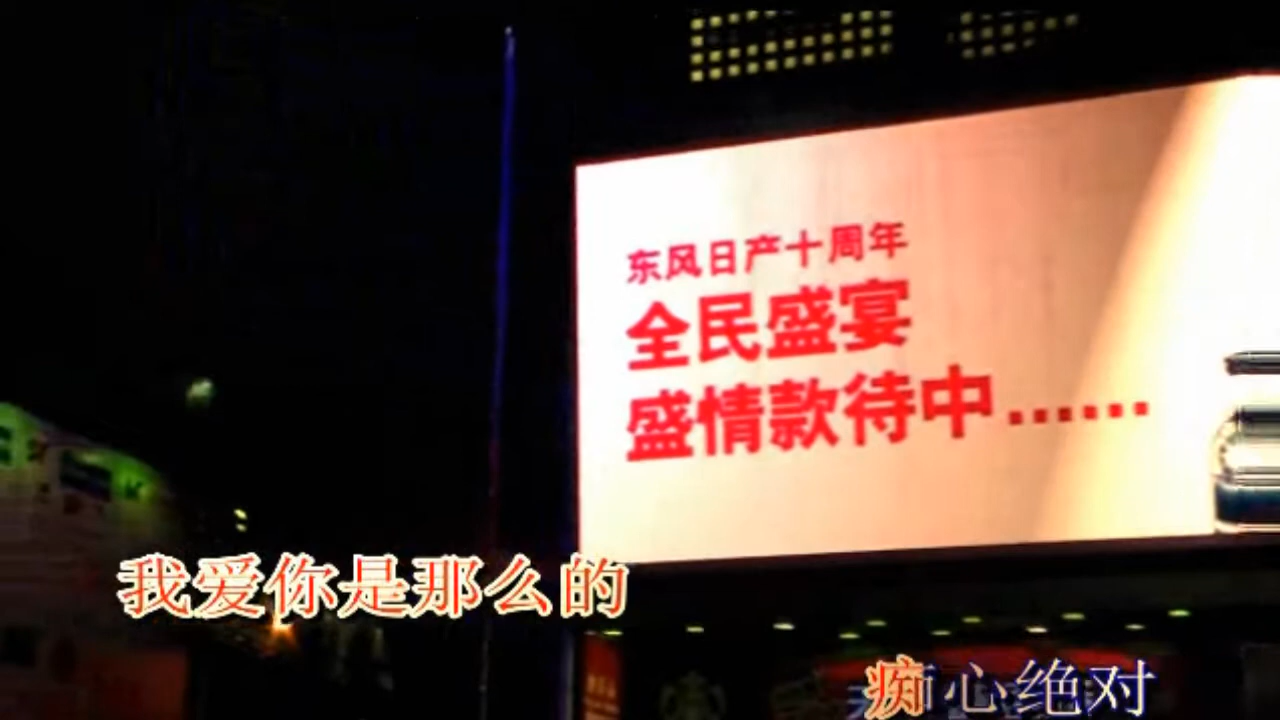 东风日产十周年
全民盛宴
盛情款待中......
我爱你是那么的
痴心绝对